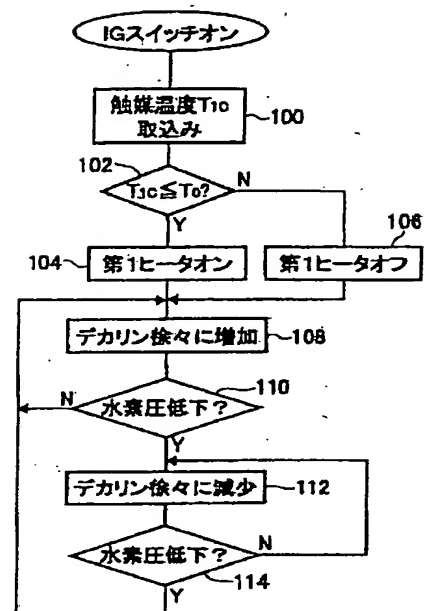 IGスイッチオン
触媒温度T1C
取込み
100
102
T1C≦T0?
N
Y
106
104
第1ヒータオン
第1ヒータオフ
デカリン徐々に増加
108
110
N
水素圧低下?
Y
デカリン徐々に減少
112
水素圧低下?
N
114
Y